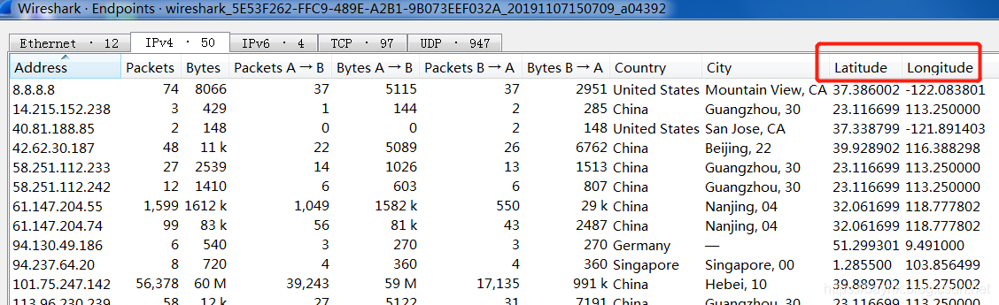 Wireshark · Endpoints · wireshark_5E53F262-FFC9-489E-A2B1-9B073EEF032A_20191107150709_a04392
Ethernet · 12 IPv4 · 50 IPv6 · 4 TCP · 97 UDP · 947
Address Packets Bytes Packets A → B Bytes A → B Packets B → A Bytes B → A Country City Latitude Longitude
8.8.8.8 74 8066 37 5115 37 2951 United States Mountain View, CA 37.386002 -122.083801
14.215.152.238 3 429 1 144 2 285 China Guangzhou, 30 23.116699 113.250000
40.81.188.85 2 148 0 0 2 148 United States San Jose, CA 37.338799 -121.891403
42.62.30.187 48 11 k 22 5089 26 6762 China Beijing, 22 39.928902 116.388298
58.251.112.233 27 2539 14 1026 13 1513 China Guangzhou, 30 23.116699 113.250000
58.251.112.242 12 1410 6 603 6 807 China Guangzhou, 30 23.116699 113.250000
61.147.204.55 1,599 1612 k 1,049 1582 k 550 29 k China Nanjing, 04 32.061699 118.777802
61.147.204.74 99 83 k 56 81 k 43 2487 China Nanjing, 04 32.061699 118.777802
94.130.49.186 6 540 3 270 3 270 Germany — 51.299301 9.491000
94.237.64.20 8 720 4 360 4 360 Singapore Singapore, 00 1.285500 103.856499
101.75.247.142 56,378 60 M 39,243 59 M 17,135 991 k China Hebei, 10 39.889702 115.275002
113.96.230.239 58 12 k 27 5122 31 7191 China Guangzhou, 30 23.116699 113.250000